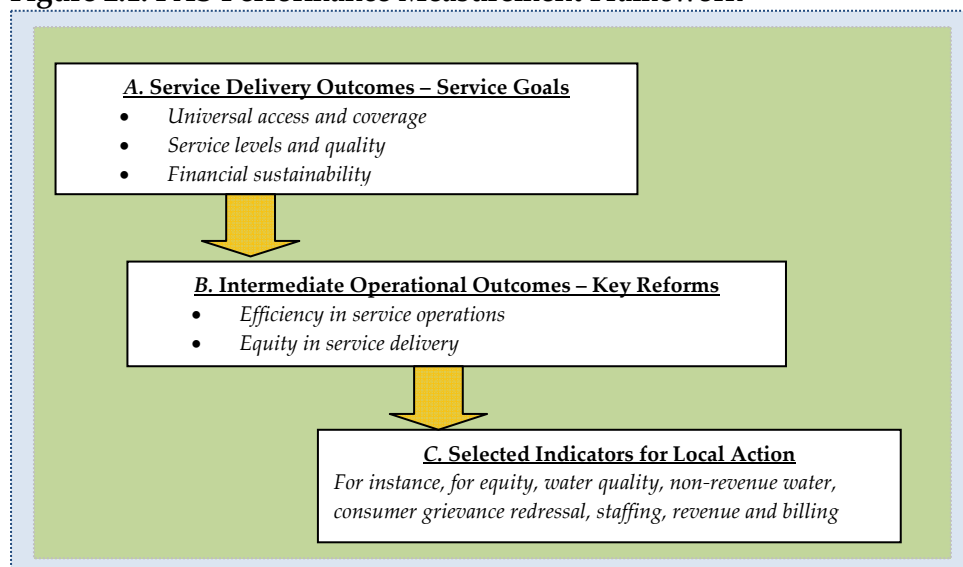 A. Service Delivery Outcomes – Service Goals
• Universal access and coverage
• Service levels and quality
• Financial sustainability
B. Intermediate Operational Outcomes – Key Reforms
• Efficiency in service operations
• Equity in service delivery
C. Selected Indicators for Local Action
For instance, for equity, water quality, non-revenue water,
consumer grievance redressal, staffing, revenue and billing